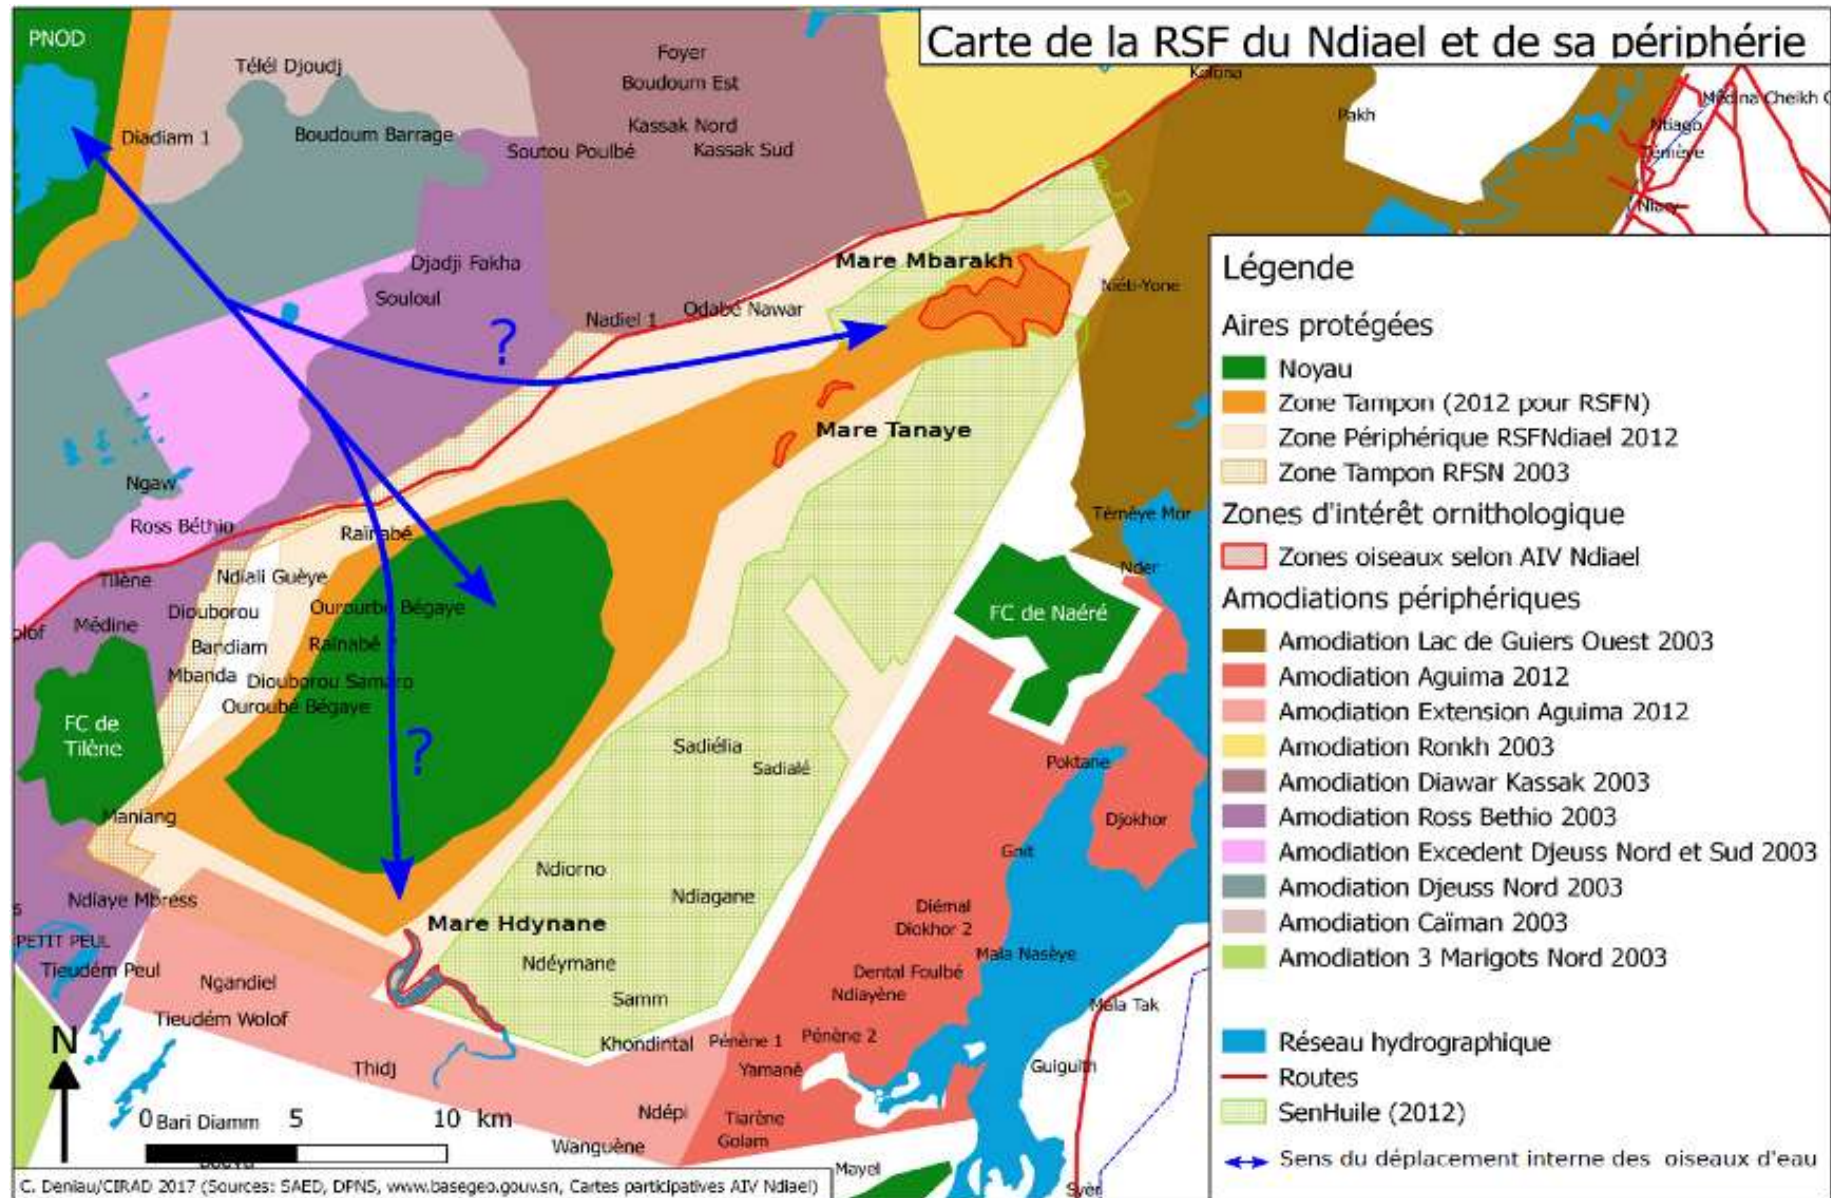 Carte de la RSF du Ndiael et de sa périphérie
PNOD
Télél Djoudj
Foyer
Boudoum Est
Kolona
Diadiam 1
Boudoum Barrage
Kassak Nord
Soutou Poulbé
Kassak Sud
Pakh
Ntiago
Témèye
Niary
Djadji Fakha
Souloul
Mare Mbarakh
Niéti-Yone
Nadiel 1
Odabé Nawar
?
Mare Tanaye
Ngaw
Ross Béthio
Raïnabé
Témèye Mor
Nder
Tilène
Ndiali Guèye
Diouborou
Ourourbé Bégaye
Médine
Bandiam
Raïnabé
Mbanda
Diouborou Samaro
Ouroubé Bégaye
FC de Naéré
FC de
Tilène
?
Sadiélia
Sadialé
Poktane
Maniang
Djokhor
Gnit
Ndiorno
Ndiagane
Ndiaye Mbress
Mare Hdynane
Diémal
Diokhor 2
PETIT PEUL
Tieudém Peul
Mala Nasèye
Ngandiel
Ndéymane
Dental Foulbé
Ndiayène
Samm
Mala Tak
Tieudém Wolof
Khondintal
Pénène 1
Pénène 2
Thidj
Yamané
Guiguith
Ndépi
Tiarène
Golam
Wanguène
Mayel
Syèr
Bari Diamm
N
0 5 10 km
C. Deniau/CIRAD 2017 (Sources: SAED, DPNS, www.basegeo.gouv.sn, Cartes participatives AIV Ndiael)
Légende
Aires protégées
Noyau
Zone Tampon (2012 pour RSFN)
Zone Périphérique RSFNdiael 2012
Zone Tampon RFSN 2003
Zones d'intérêt ornithologique
Zones oiseaux selon AIV Ndiael
Amodiations périphériques
Amodiation Lac de Guiers Ouest 2003
Amodiation Aguima 2012
Amodiation Extension Aguima 2012
Amodiation Ronkh 2003
Amodiation Diawar Kassak 2003
Amodiation Ross Bethio 2003
Amodiation Excedent Djeuss Nord et Sud 2003
Amodiation Djeuss Nord 2003
Amodiation Caïman 2003
Amodiation 3 Marigots Nord 2003
Réseau hydrographique
Routes
SenHuile (2012)
Sens du déplacement interne des oiseaux d'eau